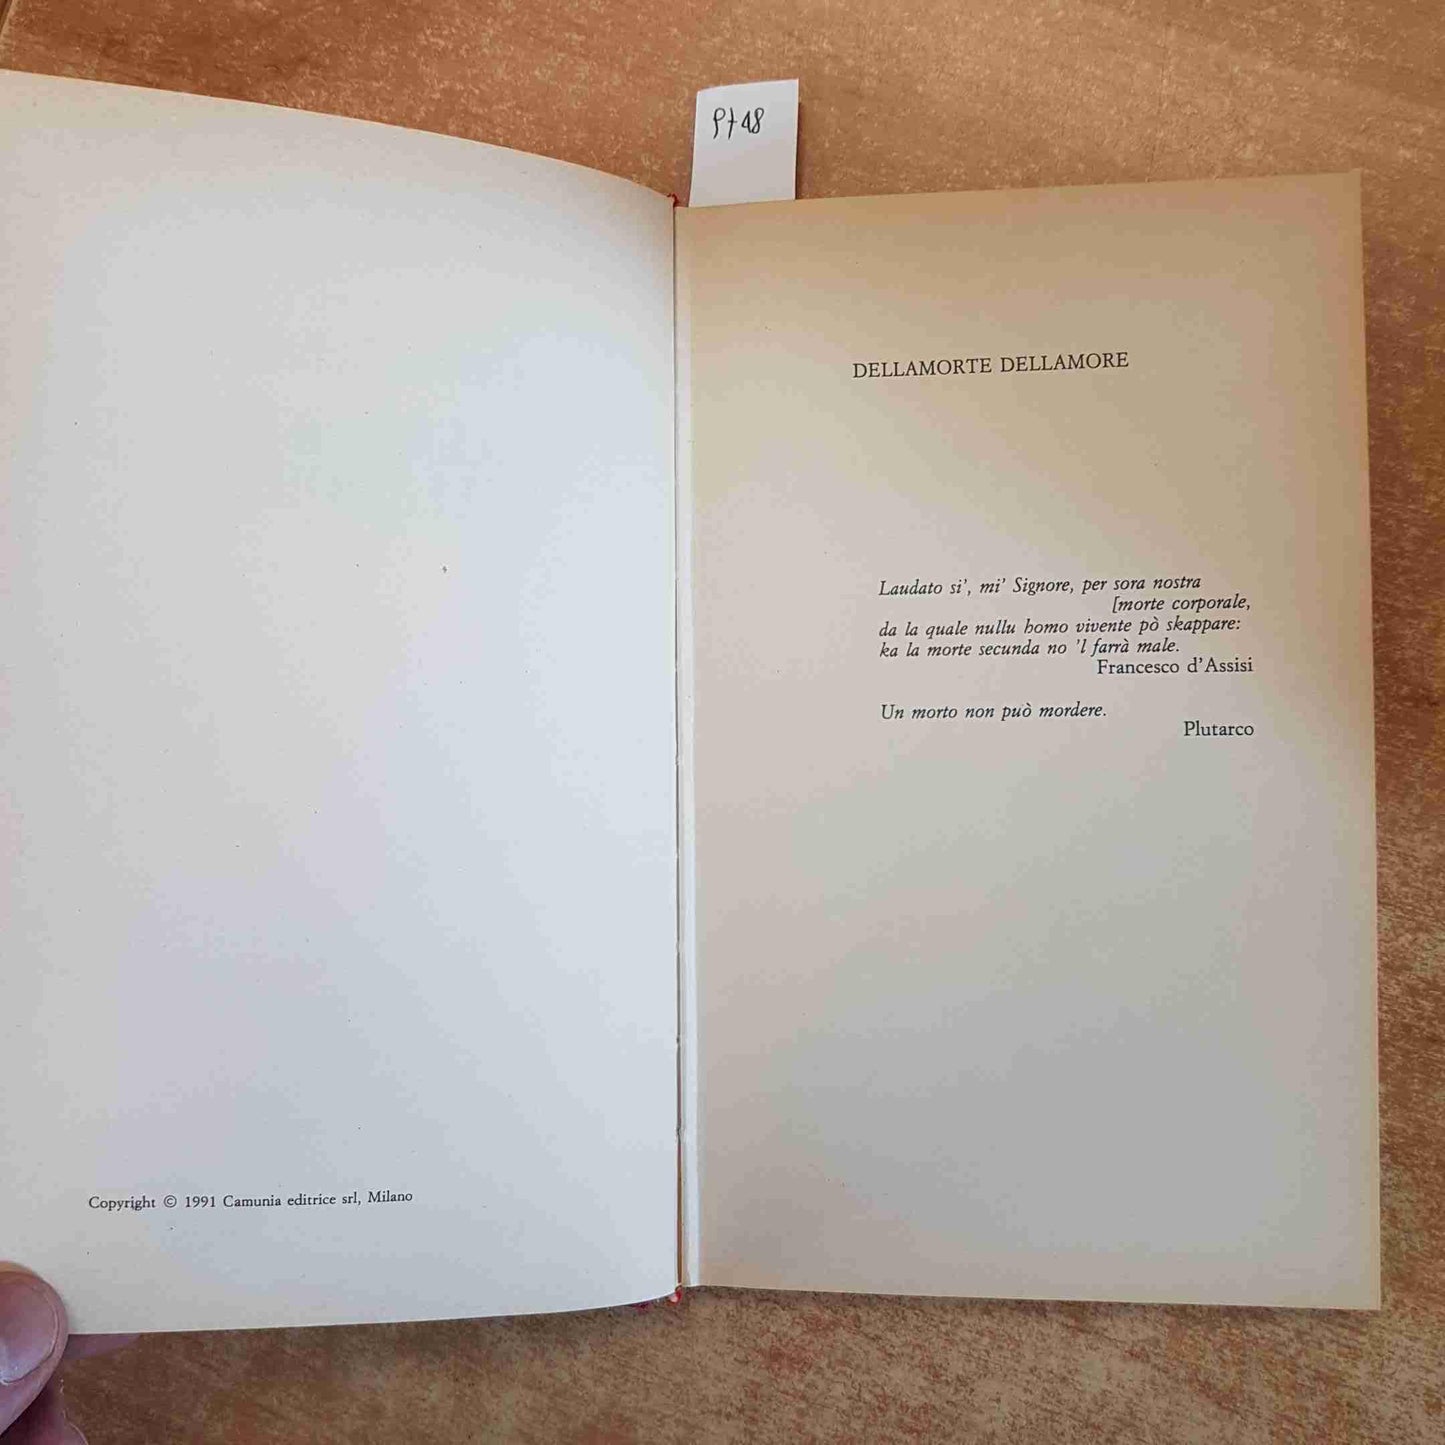 Copyright © 1991 Camunia editrice srl, Milano
DELLAMORTE DELLAMORE
Laudato si', mi' Signore, per sora nostra
[morte corporale,
da la quale nullu homo vivente pò skappare:
ka la morte secunda no 'l farrà male.
Francesco d'Assisi
Un morto non può mordere.
Plutarco